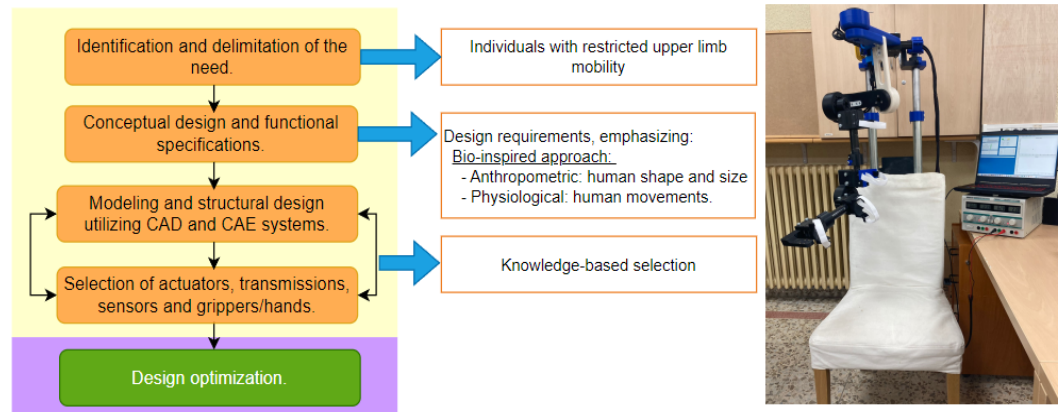 Identification and delimitation of the
need.
Individuals with restricted upper limb
mobility
Conceptual design and functional
specifications.
Design requirements, emphasizing:
Bio-inspired approach:
- Anthropometric: human shape and size
- Physiological: human movements.
Modeling and structural design
utilizing CAD and CAE systems.
Knowledge-based selection
Selection of actuators, transmissions,
sensors and grippers/hands.
Design optimization.